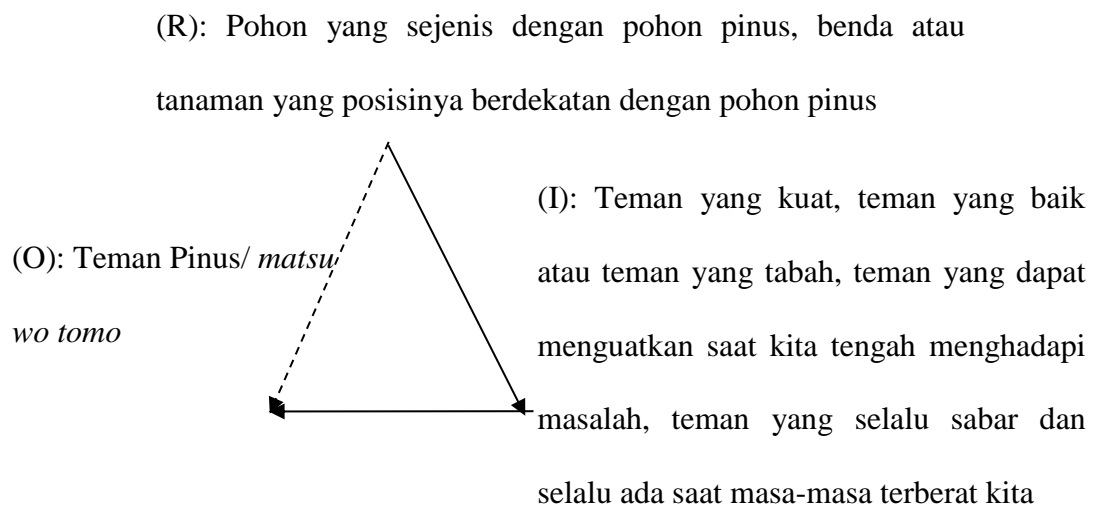 (R): Pohon yang sejenis dengan pohon pinus, benda atau
tanaman yang posisinya berdekatan dengan pohon pinus
(O): Teman Pinus/ matsu
wo tomo
(I): Teman yang kuat, teman yang baik
atau teman yang tabah, teman yang dapat
menguatkan saat kita tengah menghadapi
masalah, teman yang selalu sabar dan
selalu ada saat masa-masa terberat kita